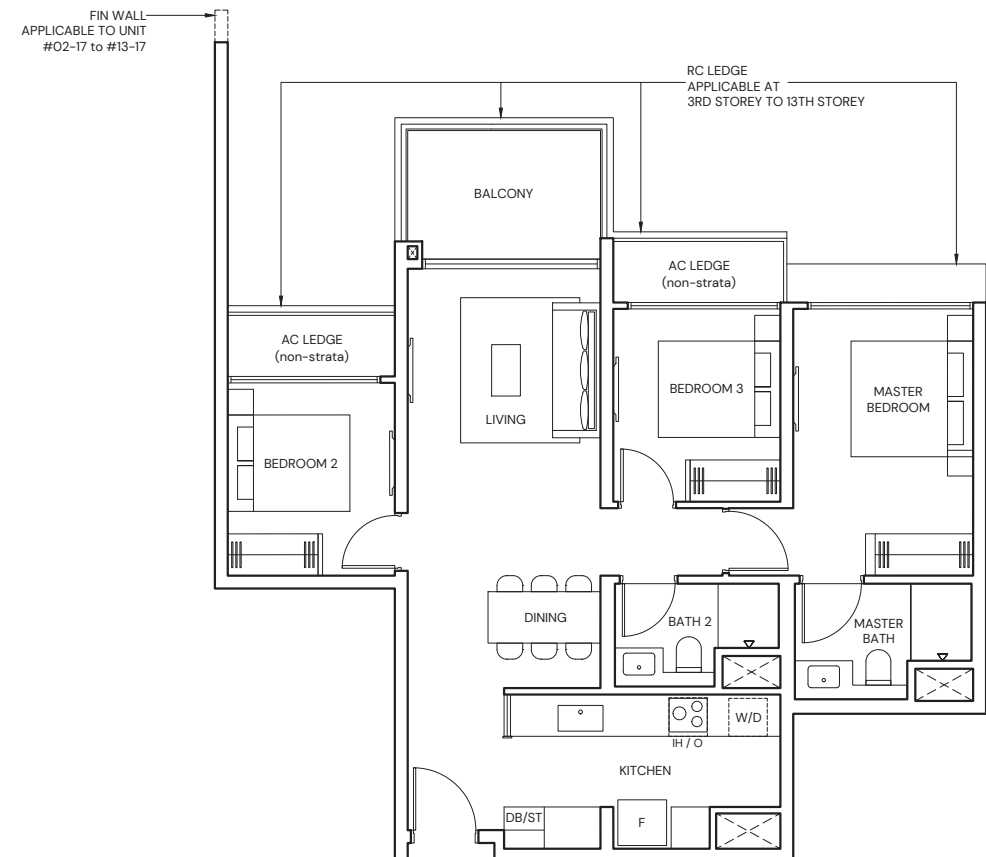 FIN WALL
APPLICABLE TO UNIT
#02-17 to #13-17
RC LEDGE
APPLICABLE AT
3RD STOREY TO 13TH STOREY
BALCONY
AC LEDGE
(non-strata)
AC LEDGE
(non-strata)
BEDROOM 3
MASTER
BEDROOM
LIVING
BEDROOM 2
DINING
BATH 2
MASTER
BATH
W/D
IH / O
KITCHEN
DB/ST
F